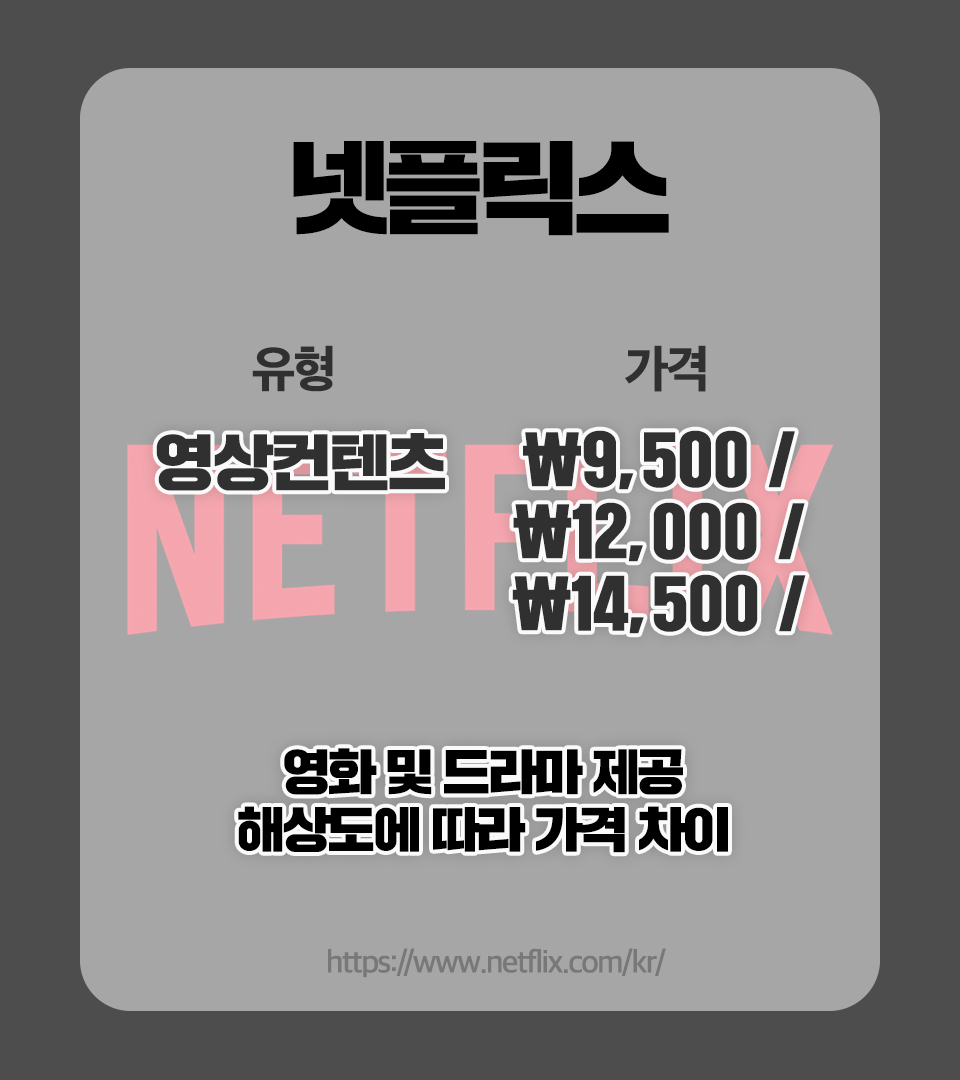 넷플릭스
유형 가격
NETFLIX
영상컨텐츠 ₩9,500 /
₩12,000 /
₩14,500 /
영화 및 드라마 제공
해상도에 따라 가격 차이
https://www.netflix.com/kr/